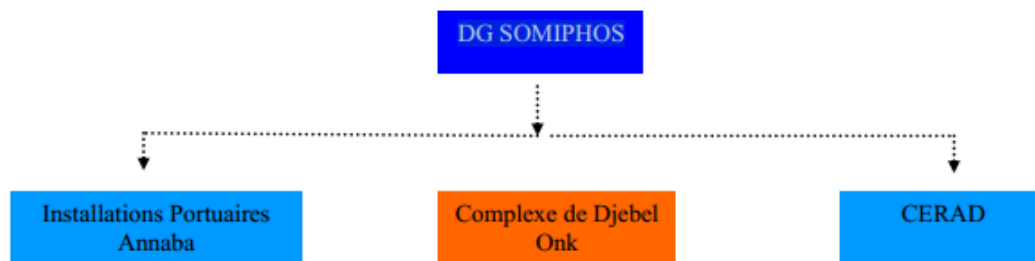 DG SOMIPHOS
Installations Portuaires
Annaba
Complexe de Djebel
Onk
CERAD